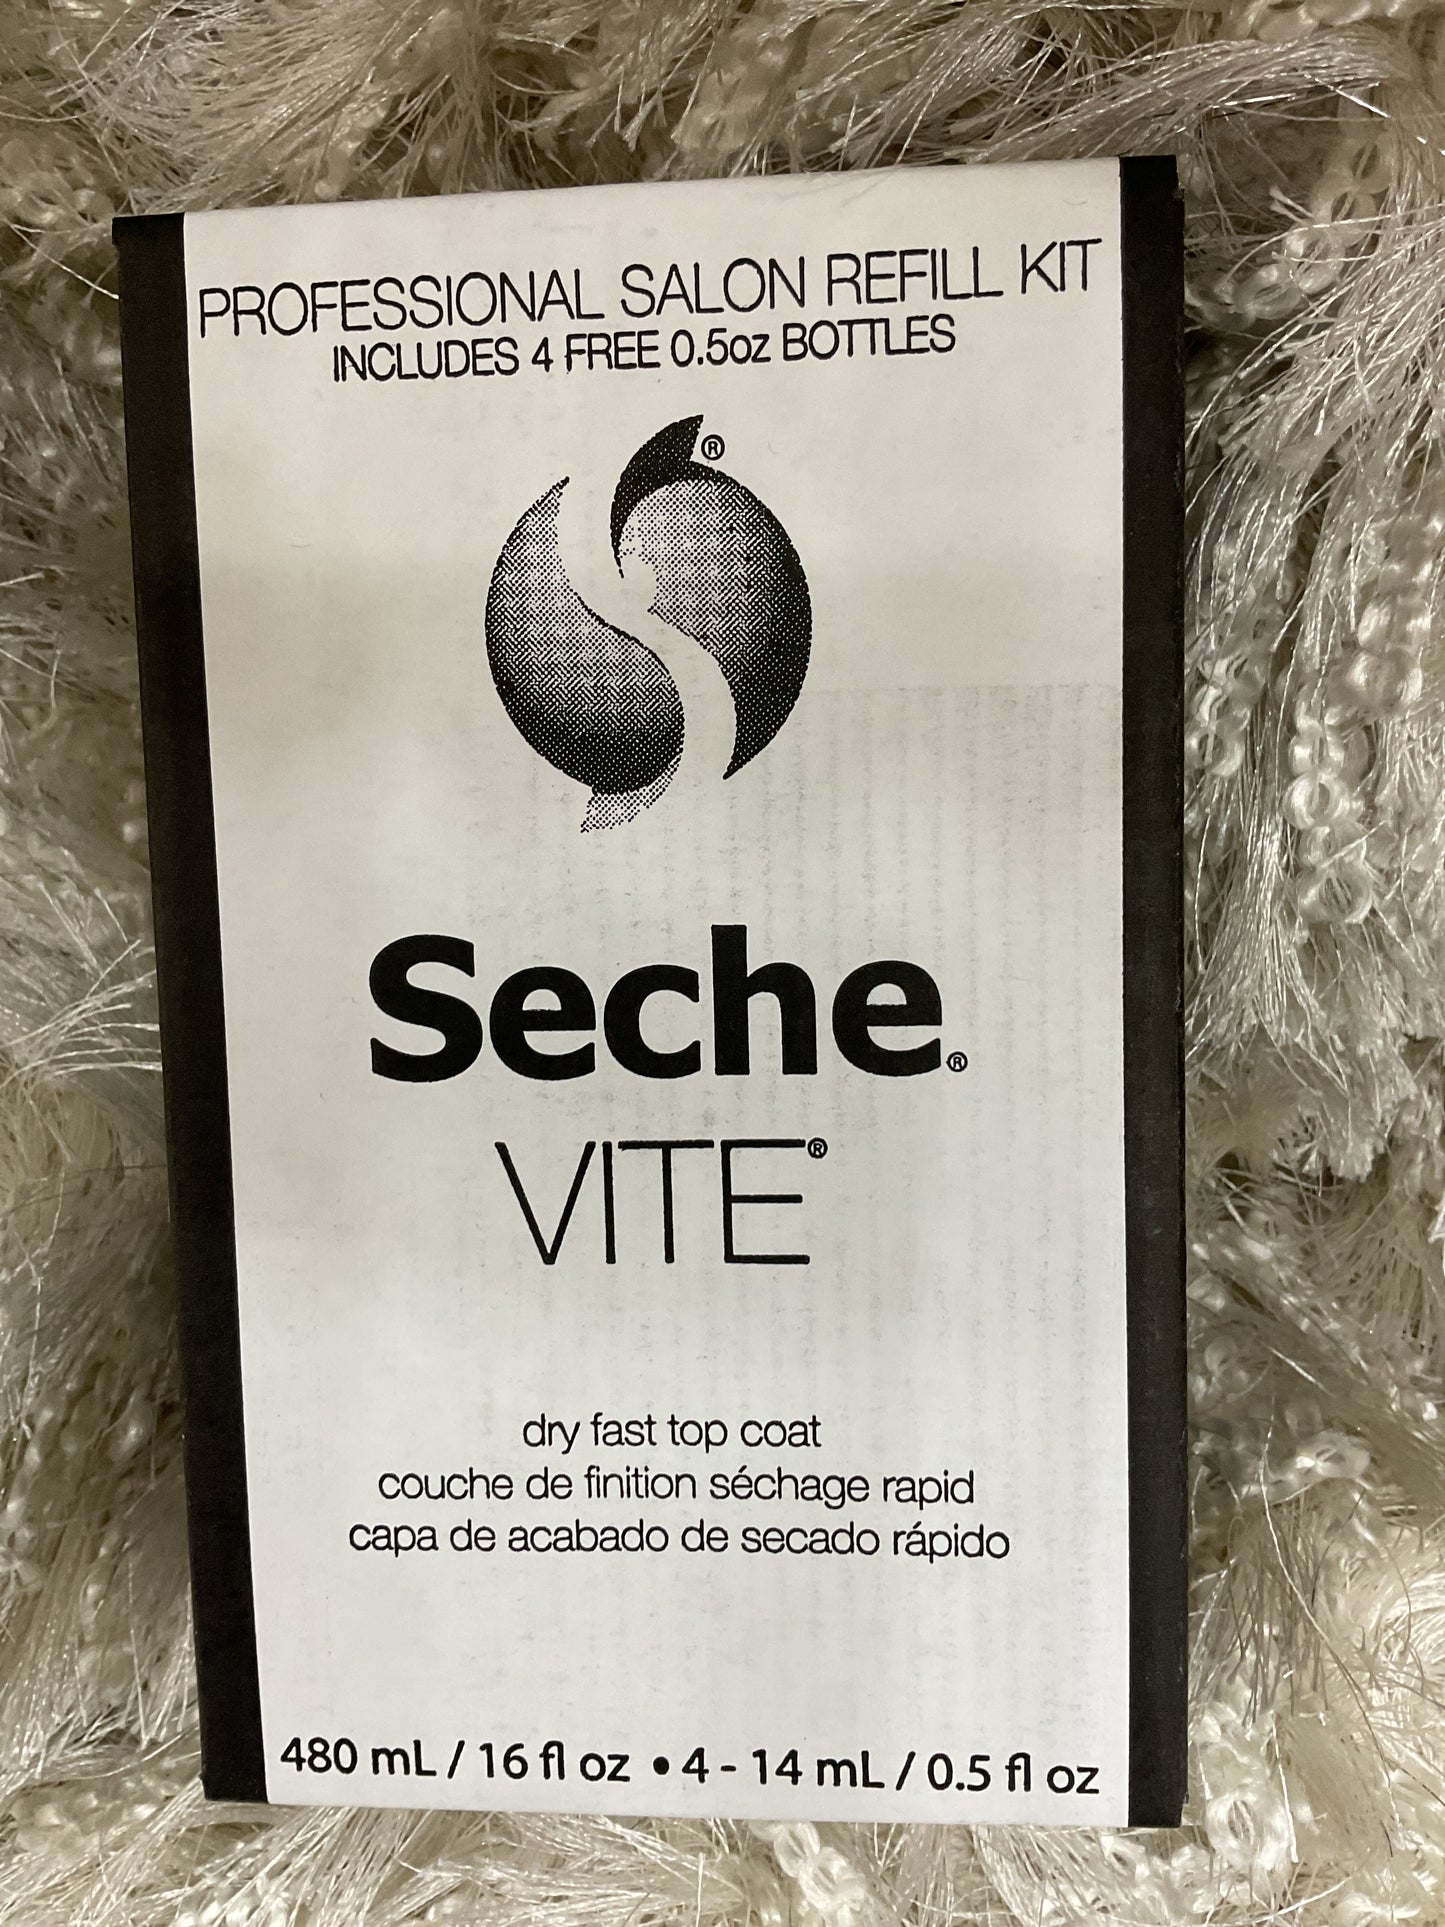 PROFESSIONAL SALON REFILL KIT
INCLUDES 4 FREE 0.5oz BOTTLES
®
Seche®
VITE®
dry fast top coat
couche de finition séchage rapid
capa de acabado de secado rápido
480 mL / 16 fl oz • 4 - 14 mL / 0.5 fl oz